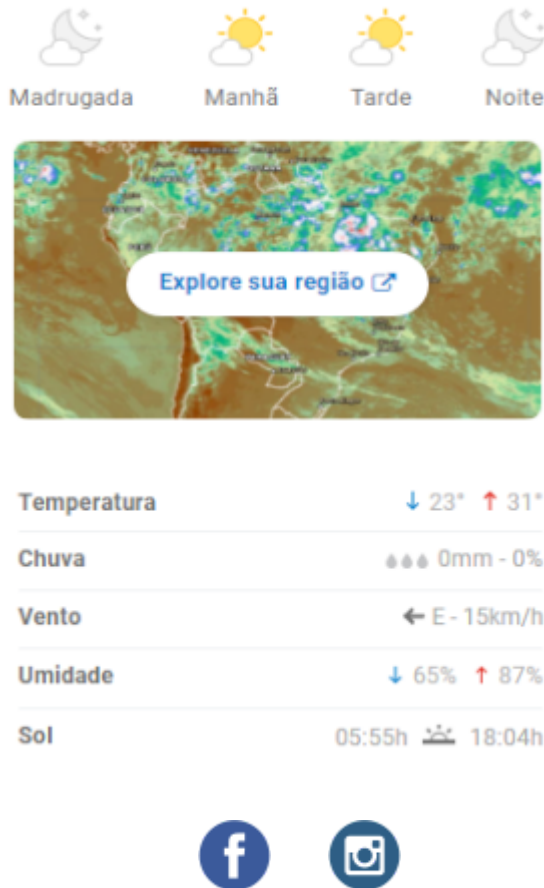 Madrugada Manhã Tarde Noite
Explore sua região
Temperatura ↓ 23° ↑ 31°
Chuva 0mm - 0%
Vento ← E - 15km/h
Umidade ↓ 65% ↑ 87%
Sol 05:55h 18:04h